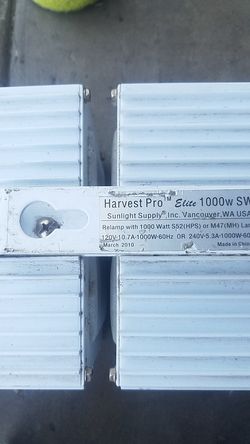 Harvest Pro™ Elite 1000w SW
Sunlight Supply® Inc. Vancouver, WA USA
Relamp with 1000 Watt S52(HPS) or M47(MH) La
120V-10.7A-1000W-60Hz OR 240V-5.3A-1000W-60
March 2010 Made in Chin